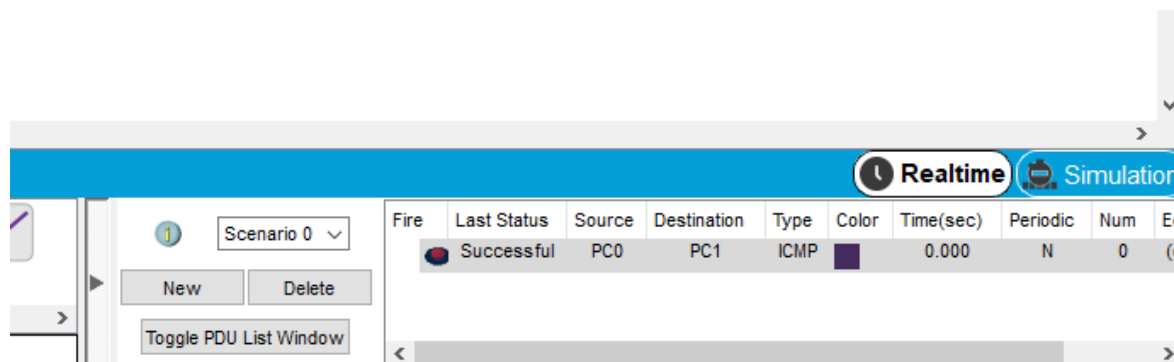 Realtime Simulation
Scenario 0
New Delete
Toggle PDU List Window
Fire Last Status Source Destination Type Color Time(sec) Periodic Num
Successful PC0 PC1 ICMP 0.000 N 0